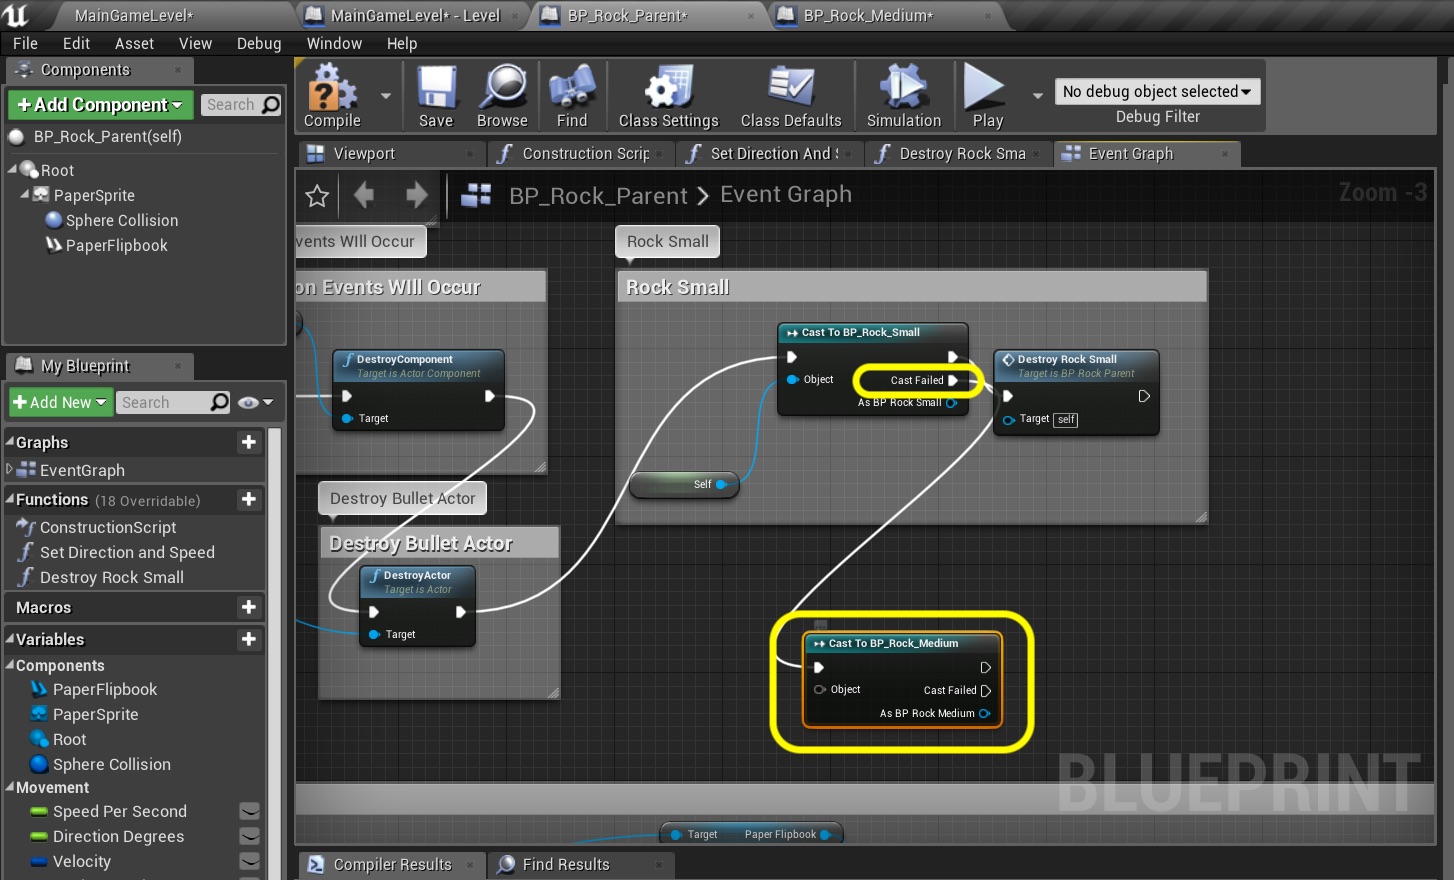 MainGameLevel*
MainGameLevel* - Level
BP_Rock_Parent*
BP_Rock_Medium*
File Edit Asset View Debug Window Help
Components
+Add Component
Search
BP_Rock_Parent(self)
Root
PaperSprite
Sphere Collision
PaperFlipbook
Compile
Save
Browse
Find
Class Settings
Class Defaults
Simulation
Play
No debug object selected
Debug Filter
Viewport
Construction Scrip
Set Direction And S
Destroy Rock Sma
Event Graph
BP_Rock_Parent > Event Graph
Zoom -3
vents WIll Occur
on Events WIll Occur
DestroyComponent
Target is Actor Component
Target
Rock Small
Rock Small
Cast To BP_Rock_Small
Object
Cast Failed
As BP Rock Small
Destroy Rock Small
Target is BP Rock Parent
Target self
Self
Destroy Bullet Actor
Destroy Bullet Actor
DestroyActor
Target is Actor
Target
Cast To BP_Rock_Medium
Object
Cast Failed
As BP Rock Medium
BLUEPRINT
Target
Paper Flipbook
My Blueprint
+Add New
Search
Graphs +
EventGraph
Functions (18 Overridable) +
ConstructionScript
Set Direction and Speed
Destroy Rock Small
Macros +
Variables +
Components
PaperFlipbook
PaperSprite
Root
Sphere Collision
Movement
Speed Per Second
Direction Degrees
Velocity
Compiler Results
Find Results